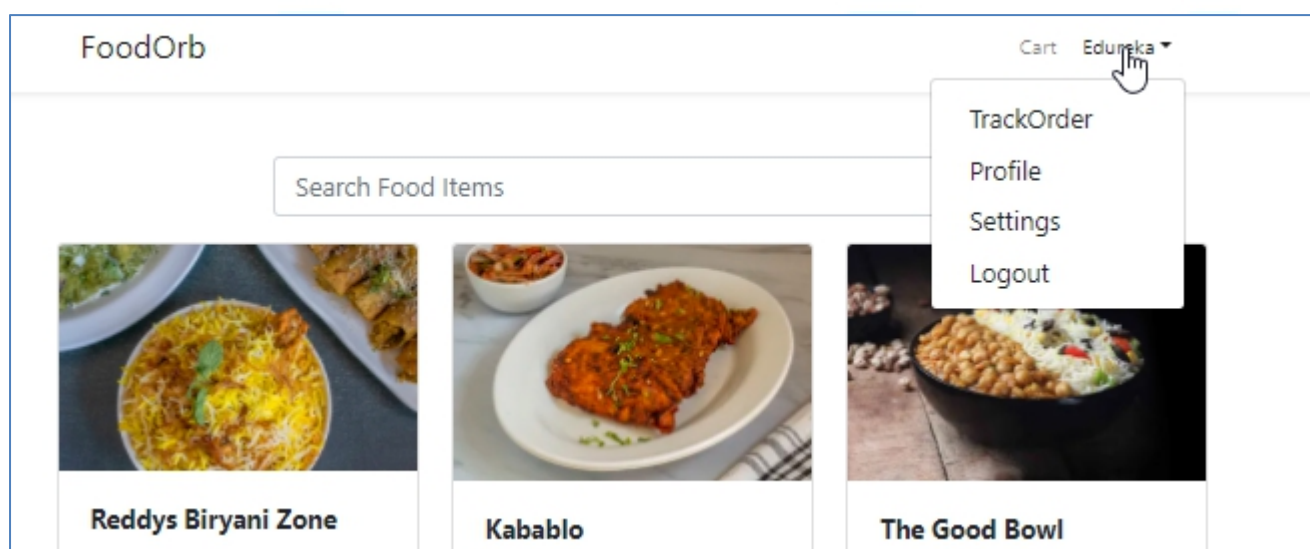 FoodOrb
Cart Edureka
TrackOrder
Profile
Settings
Logout
Search Food Items
Reddys Biryani Zone
Kabablo
The Good Bowl